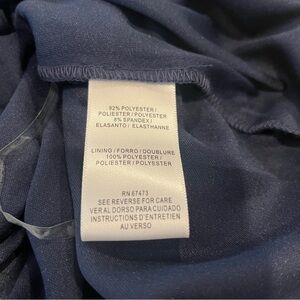 92% POLYESTER /
POLIESTER / POLYESTER
8% SPANDEX /
ELASANTO / ELASTHANNE
LINING / FORRO / DOUBLURE
100% POLYESTER /
POLIESTER / POLYESTER
RN 67473
SEE REVERSE FOR CARE
VER AL DORSO PARA CUIDADO
INSTRUCTIONS D'ENTRETIEN
AU VERSO